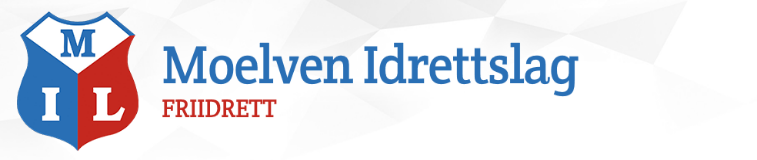 M
I L
Moelven Idrettslag
FRIIDRETT